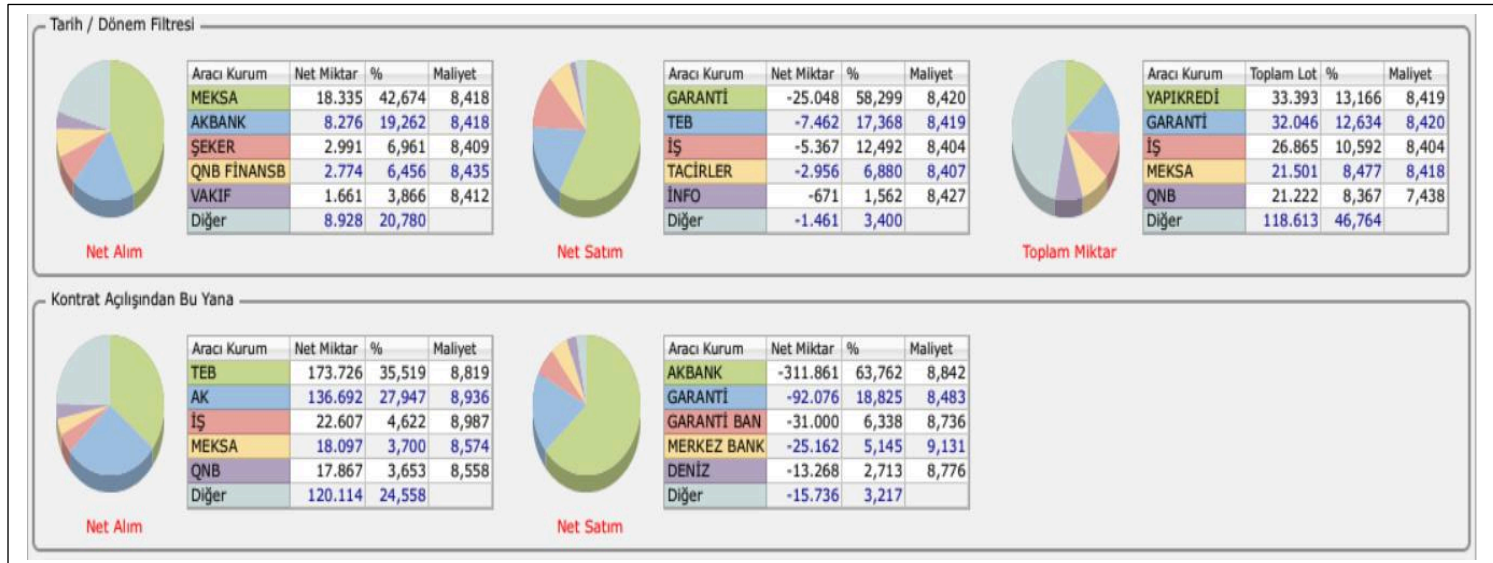 Tarih / Dönem Filtresi
Aracı Kurum Net Miktar % Maliyet
MEKSA 18.335 42,674 8,418
AKBANK 8.276 19,262 8,418
ŞEKER 2.991 6,961 8,409
QNB FİNANSB 2.774 6,456 8,435
VAKIF 1.661 3,866 8,412
Diğer 8.928 20,780
Net Alım
Aracı Kurum Net Miktar % Maliyet
GARANTİ -25.048 58,299 8,420
TEB -7.462 17,368 8,419
İŞ -5.367 12,492 8,404
TACİRLER -2.956 6,880 8,407
İNFO -671 1,562 8,427
Diğer -1.461 3,400
Net Satım
Aracı Kurum Toplam Lot % Maliyet
YAPIKREDİ 33.393 13,166 8,419
GARANTİ 32.046 12,634 8,420
İŞ 26.865 10,592 8,404
MEKSA 21.501 8,477 8,418
QNB 21.222 8,367 7,438
Diğer 118.613 46,764
Toplam Miktar
Kontrat Açılışından Bu Yana
Aracı Kurum Net Miktar % Maliyet
TEB 173.726 35,519 8,819
AK 136.692 27,947 8,936
İŞ 22.607 4,622 8,987
MEKSA 18.097 3,700 8,574
QNB 17.867 3,653 8,558
Diğer 120.114 24,558
Net Alım
Aracı Kurum Net Miktar % Maliyet
AKBANK -311.861 63,762 8,842
GARANTİ -92.076 18,825 8,483
GARANTİ BAN -31.000 6,338 8,736
MERKEZ BANK -25.162 5,145 9,131
DENİZ -13.268 2,713 8,776
Diğer -15.736 3,217
Net Satım